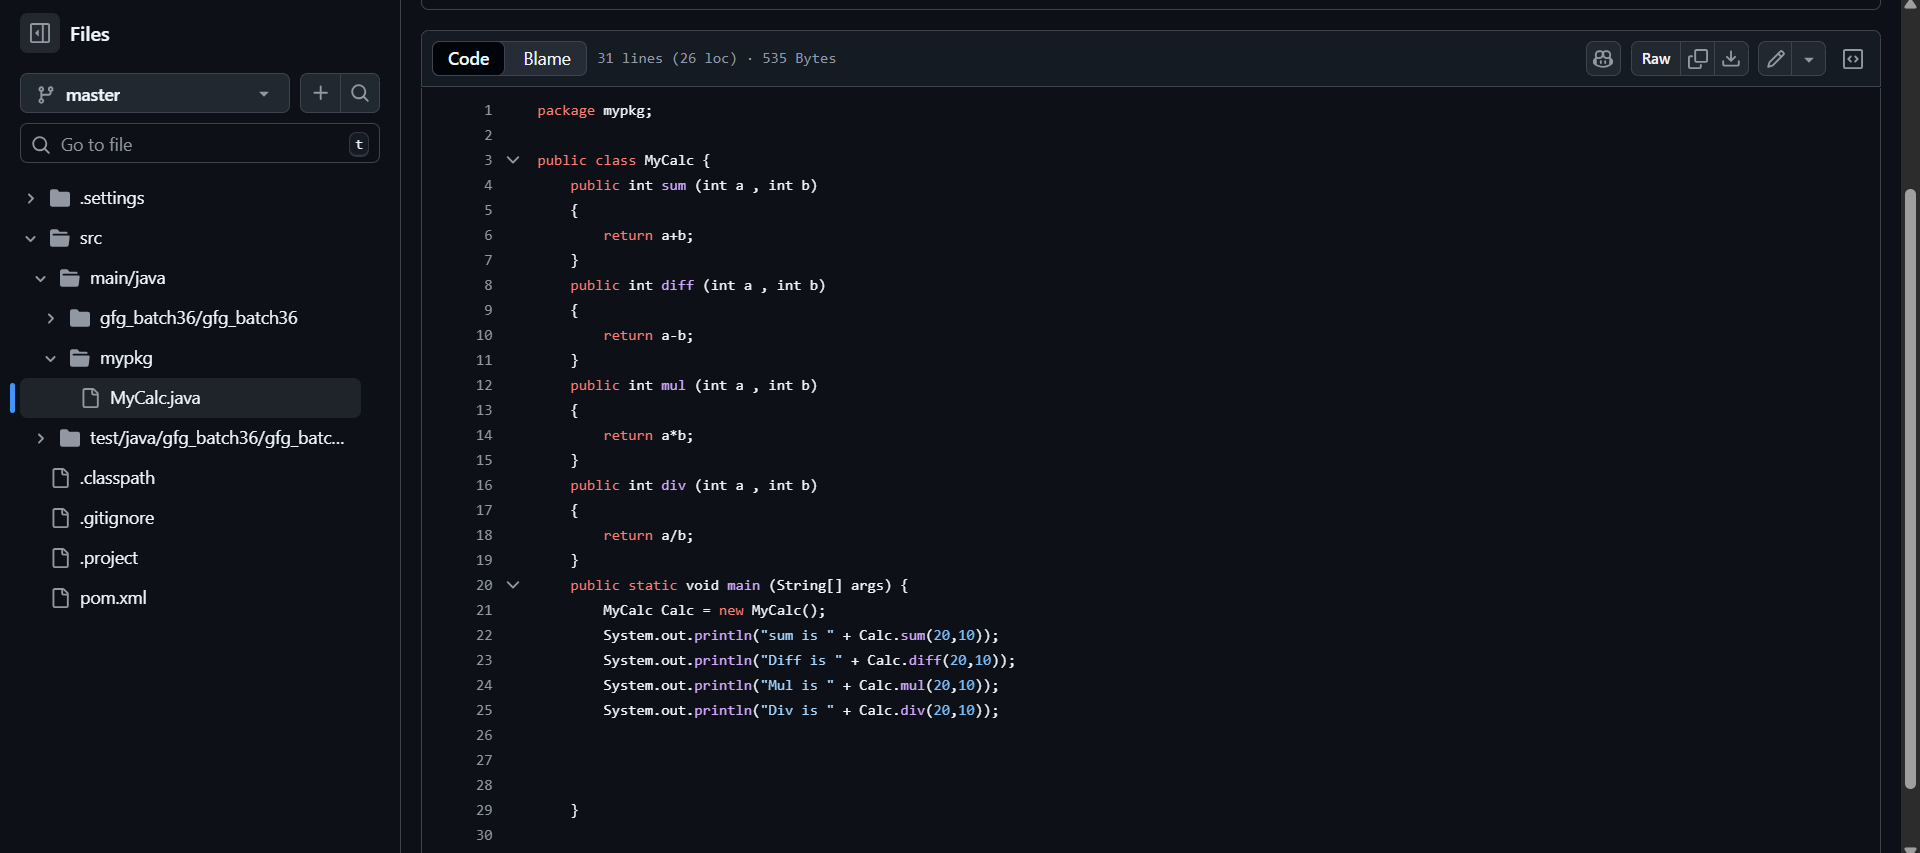 Files
master
Go to file
t
.settings
src
main/java
gfg_batch36/gfg_batch36
mypkg
MyCalc.java
test/java/gfg_batch36/gfg_batc...
.classpath
.gitignore
.project
pom.xml
Code Blame 31 lines (26 loc) · 535 Bytes Raw
1 package mypkg;
2
3 public class MyCalc {
4 public int sum (int a , int b)
5 {
6 return a+b;
7 }
8 public int diff (int a , int b)
9 {
10 return a-b;
11 }
12 public int mul (int a , int b)
13 {
14 return a*b;
15 }
16 public int div (int a , int b)
17 {
18 return a/b;
19 }
20 public static void main (String[] args) {
21 MyCalc Calc = new MyCalc();
22 System.out.println("sum is " + Calc.sum(20,10));
23 System.out.println("Diff is " + Calc.diff(20,10));
24 System.out.println("Mul is " + Calc.mul(20,10));
25 System.out.println("Div is " + Calc.div(20,10));
26
27
28
29 }
30